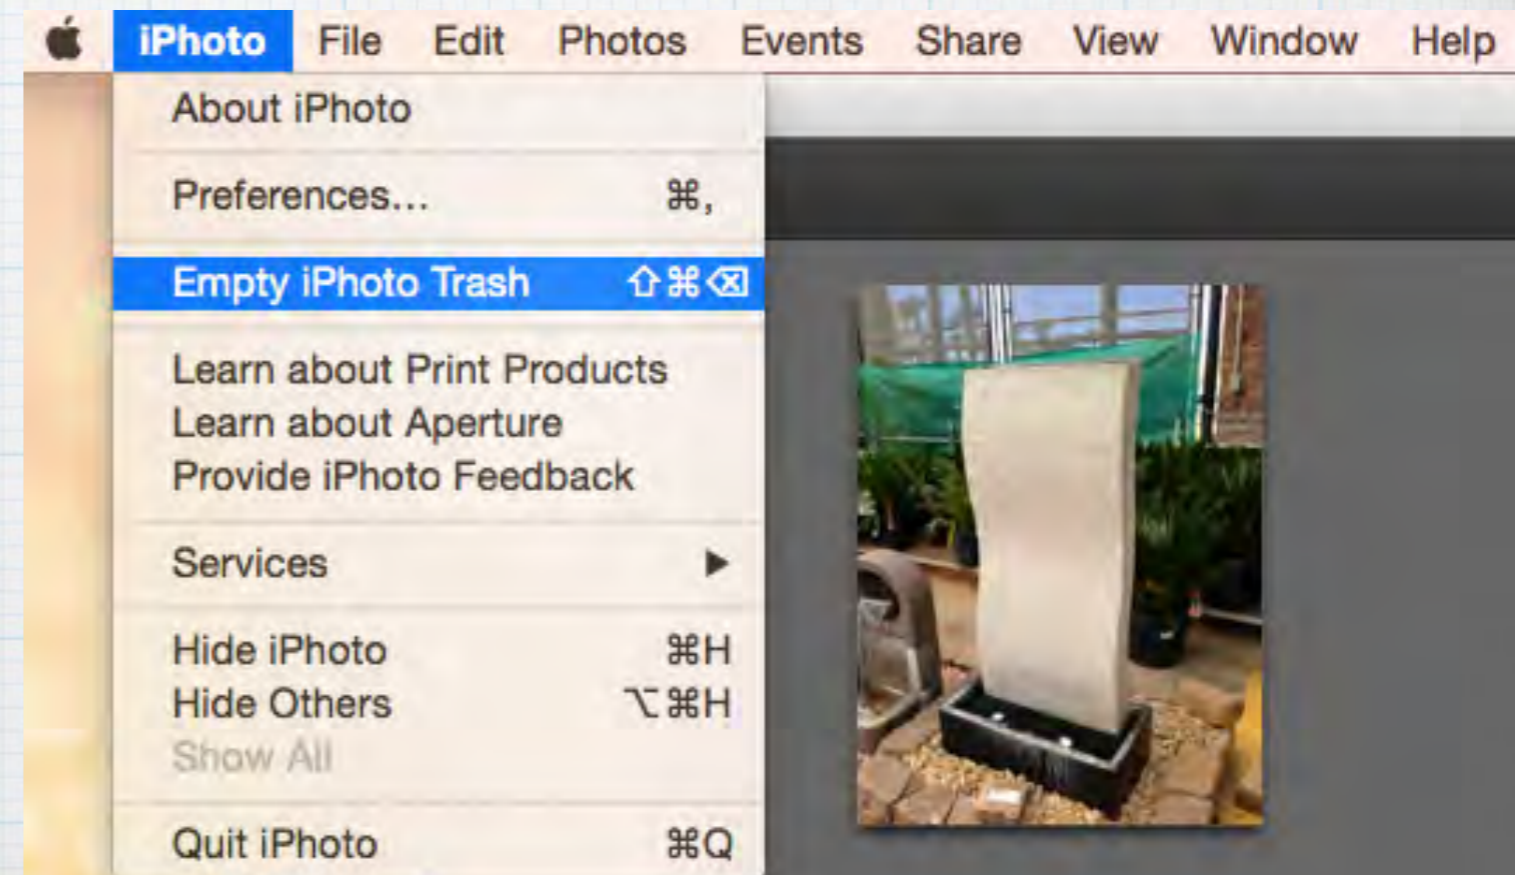 iPhoto File Edit Photos Events Share View Window Help
About iPhoto
Preferences... ⌘,
Empty iPhoto Trash ⇧⌘⌫
Learn about Print Products
Learn about Aperture
Provide iPhoto Feedback
Services ▶
Hide iPhoto ⌘H
Hide Others ⌥⌘H
Show All
Quit iPhoto ⌘Q